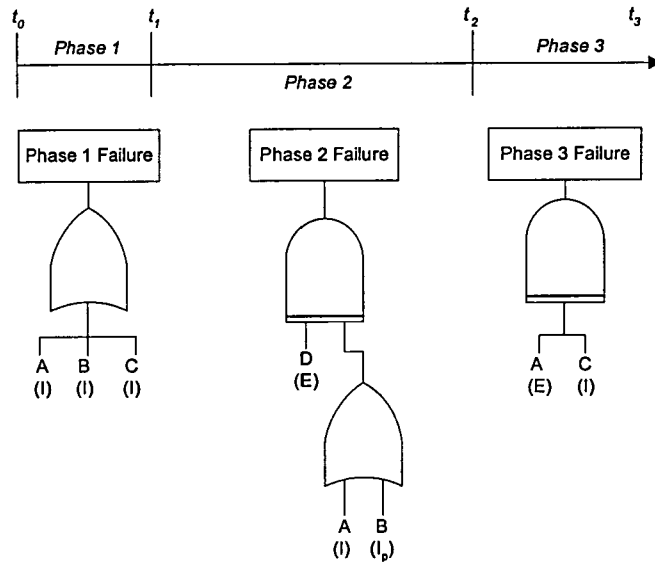 t0 t1 t2 t3
Phase 1 Phase 2 Phase 3
Phase 1 Failure Phase 2 Failure Phase 3 Failure
A B C
(I) (I) (I)
D
(E)
A C
(E) (I)
A B
(I) (Ip)